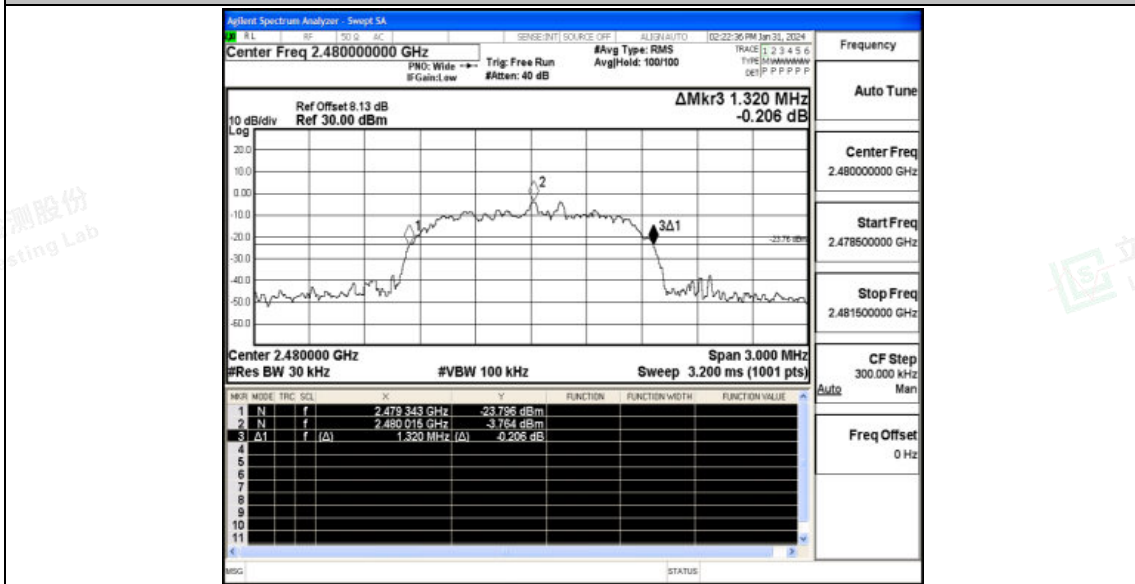 Agilent Spectrum Analyzer - Swept SA
RL RF 50 Ω AC SENSE:INT SOURCE OFF ALIGNAUTO 02:22:36 PM Jan 31, 2024
Center Freq 2.480000000 GHz
PNO: Wide
IFGain:Low
Trig: Free Run
#Atten: 40 dB
#Avg Type: RMS
Avg|Hold: 100/100
TRACE 1 2 3 4 5 6
TYPE M
DET P P P P P P
Ref Offset 8.13 dB
10 dB/div Ref 30.00 dBm
Log
ΔMkr3 1.320 MHz
-0.206 dB
20.0
10.0
0.00
-10.0
-20.0
-30.0
-40.0
-50.0
-60.0
1
2
3Δ1
-23.76 dBm
Center 2.480000 GHz Span 3.000 MHz
#Res BW 30 kHz #VBW 100 kHz Sweep 3.200 ms (1001 pts)
MKR MODE TRC SCL X Y FUNCTION FUNCTION WIDTH FUNCTION VALUE
1 N f 2.479 343 GHz -23.796 dBm
2 N f 2.480 015 GHz -3.764 dBm
3 Δ1 f (Δ) 1.320 MHz (Δ) -0.206 dB
4
5
6
7
8
9
10
11
MSG STATUS
Frequency
Auto Tune
Center Freq
2.480000000 GHz
Start Freq
2.478500000 GHz
Stop Freq
2.481500000 GHz
CF Step
300.000 kHz
Auto Man
Freq Offset
0 Hz
测股份
sting Lab
立